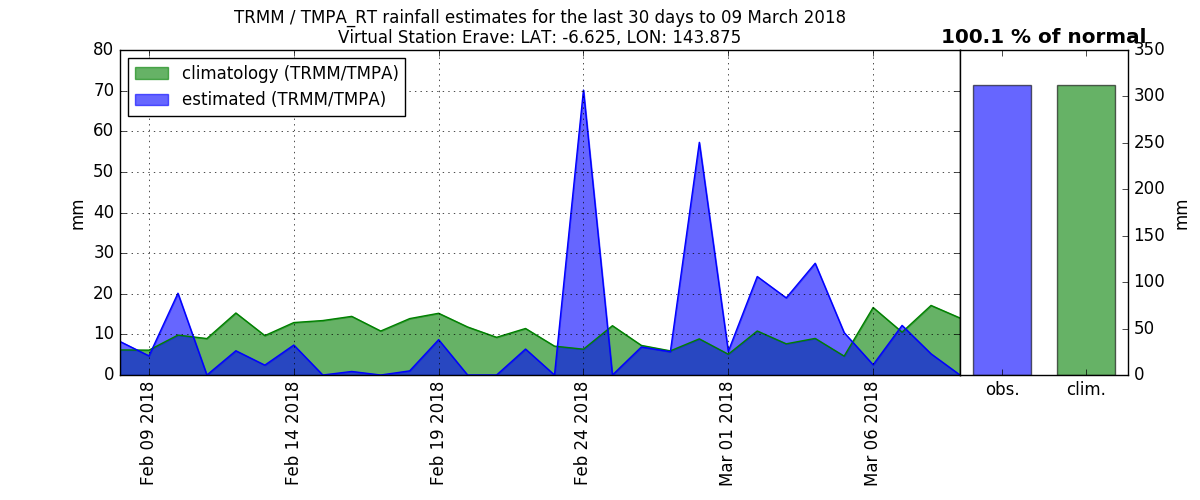 TRMM / TMPA_RT rainfall estimates for the last 30 days to 09 March 2018
Virtual Station Erave: LAT: -6.625, LON: 143.875
100.1 % of normal
climatology (TRMM/TMPA)
estimated (TRMM/TMPA)
mm
80
70
60
50
40
30
20
10
0
Feb 09 2018
Feb 14 2018
Feb 19 2018
Feb 24 2018
Mar 01 2018
Mar 06 2018
obs.
clim.
350
300
250
200
150
100
50
0
mm